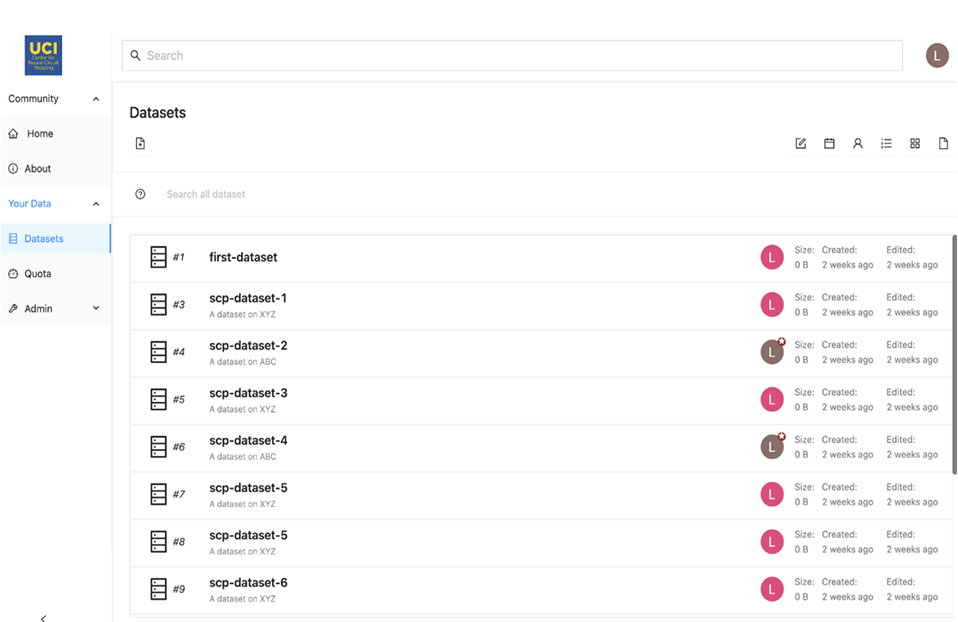 UCI
Center for
Neural Circuit
Mapping
Search
L
Community
Home
About
Your Data
Datasets
Quota
Admin
Datasets
Search all dataset
#1 first-dataset L Size: Created: Edited:
0 B 2 weeks ago 2 weeks ago
#3 scp-dataset-1 L Size: Created: Edited:
A dataset on XYZ 0 B 2 weeks ago 2 weeks ago
#4 scp-dataset-2 L Size: Created: Edited:
A dataset on ABC 0 B 2 weeks ago 2 weeks ago
#5 scp-dataset-3 L Size: Created: Edited:
A dataset on XYZ 0 B 2 weeks ago 2 weeks ago
#6 scp-dataset-4 L Size: Created: Edited:
A dataset on ABC 0 B 2 weeks ago 2 weeks ago
#7 scp-dataset-5 L Size: Created: Edited:
A dataset on XYZ 0 B 2 weeks ago 2 weeks ago
#8 scp-dataset-5 L Size: Created: Edited:
A dataset on XYZ 0 B 2 weeks ago 2 weeks ago
#9 scp-dataset-6 L Size: Created: Edited:
A dataset on XYZ 0 B 2 weeks ago 2 weeks ago